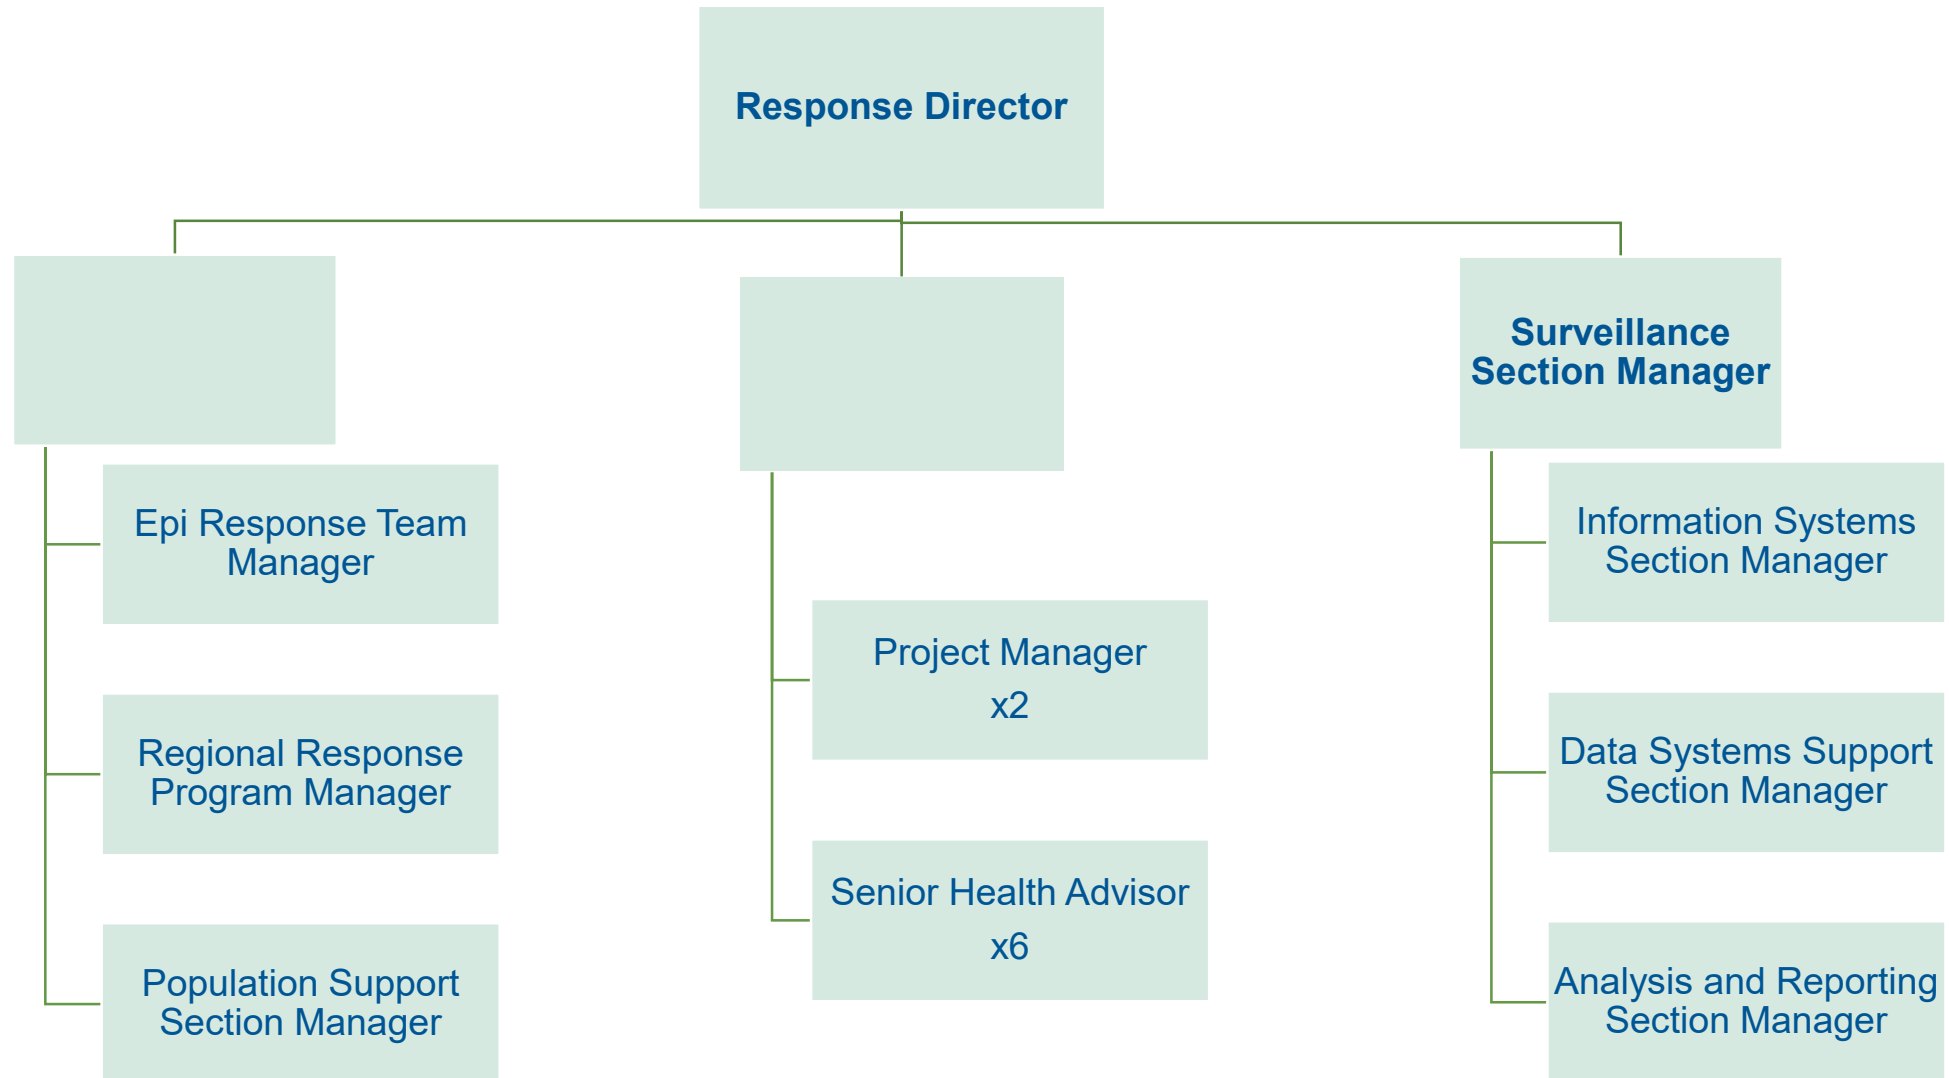 Response Director
Surveillance
Section Manager
Epi Response Team
Manager
Regional Response
Program Manager
Population Support
Section Manager
Project Manager
x2
Senior Health Advisor
x6
Information Systems
Section Manager
Data Systems Support
Section Manager
Analysis and Reporting
Section Manager